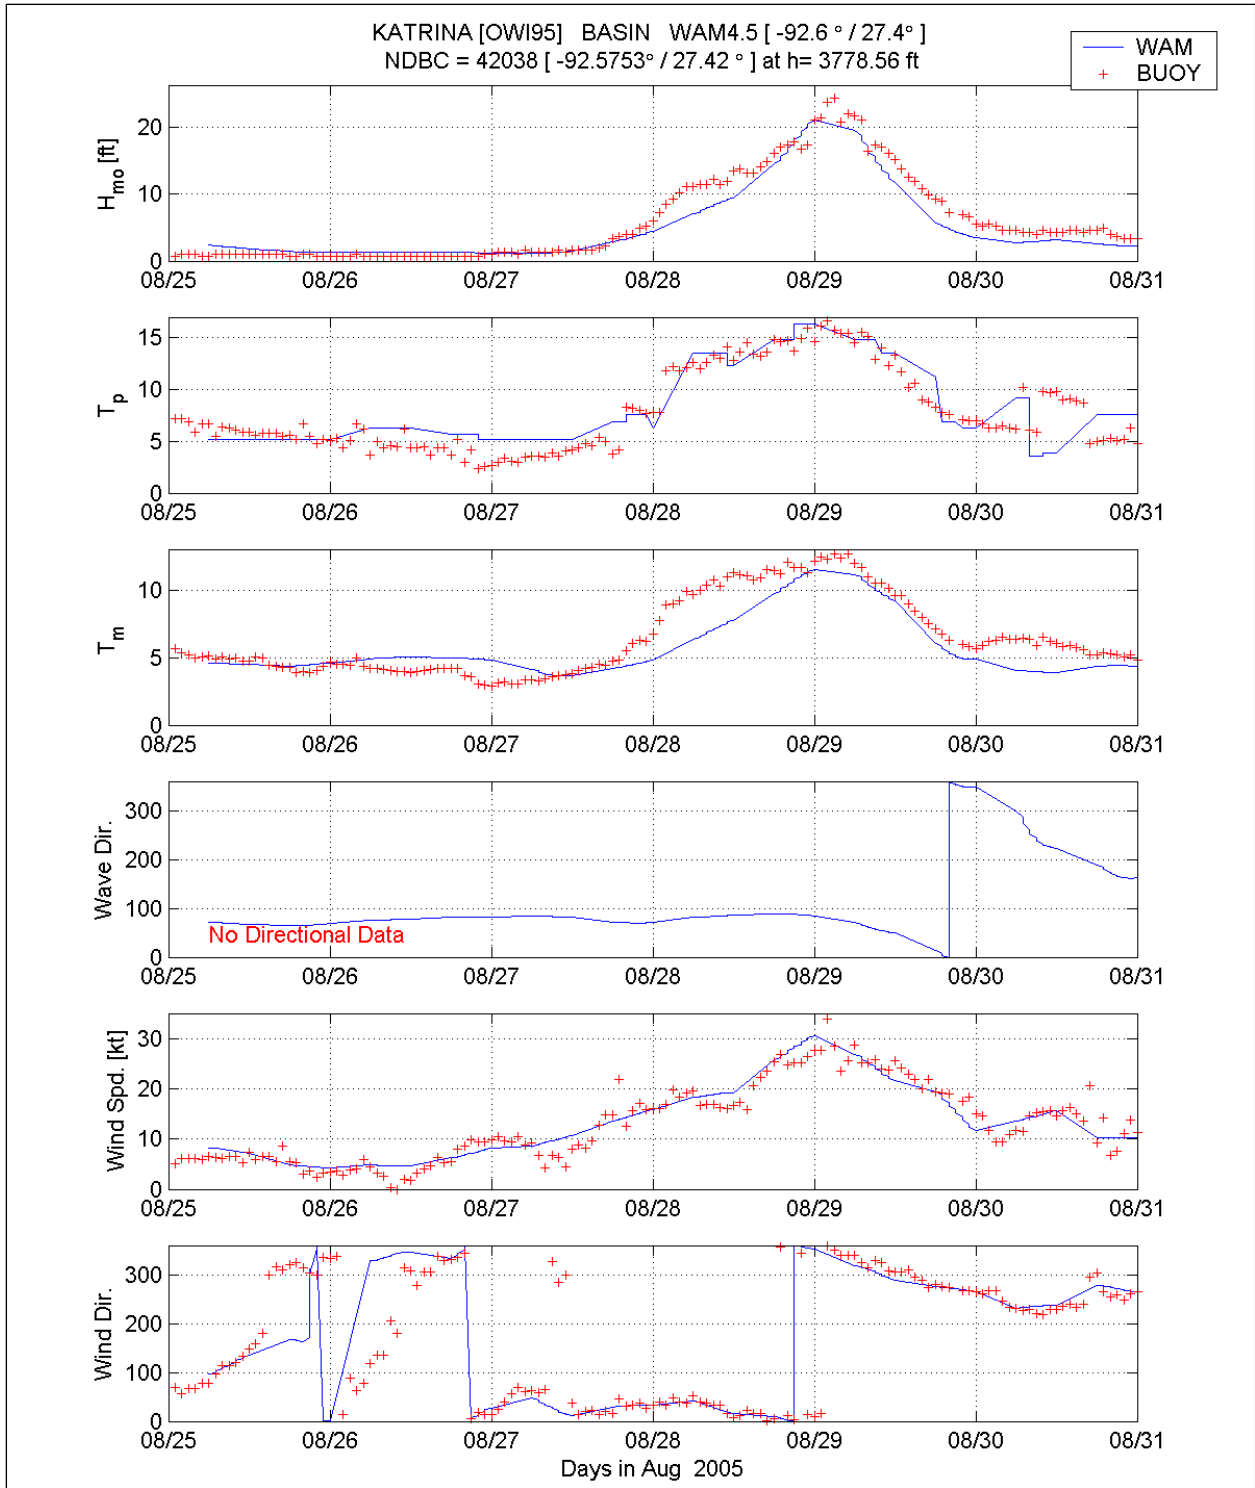 KATRINA [OWI95] BASIN WAM4.5 [ -92.6 ° / 27.4° ]
NDBC = 42038 [ -92.5753° / 27.42 ° ] at h= 3778.56 ft
WAM
BUOY
H_mo [ft]
20
10
0
08/25 08/26 08/27 08/28 08/29 08/30 08/31
T_p
15
10
5
0
08/25 08/26 08/27 08/28 08/29 08/30 08/31
T_m
10
5
0
08/25 08/26 08/27 08/28 08/29 08/30 08/31
Wave Dir.
300
200
100
0
No Directional Data
08/25 08/26 08/27 08/28 08/29 08/30 08/31
Wind Spd. [kt]
30
20
10
0
08/25 08/26 08/27 08/28 08/29 08/30 08/31
Wind Dir.
300
200
100
0
08/25 08/26 08/27 08/28 08/29 08/30 08/31
Days in Aug 2005